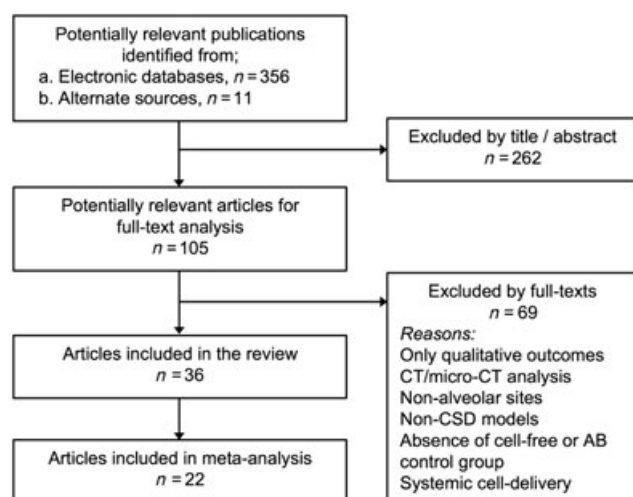 Potentially relevant publications
identified from;
a. Electronic databases, n = 356
b. Alternate sources, n = 11
Excluded by title / abstract
n = 262
Potentially relevant articles for
full-text analysis
n = 105
Excluded by full-texts
n = 69
Reasons:
Only qualitative outcomes
CT/micro-CT analysis
Non-alveolar sites
Non-CSD models
Absence of cell-free or AB
control group
Systemic cell-delivery
Articles included in the review
n = 36
Articles included in meta-analysis
n = 22